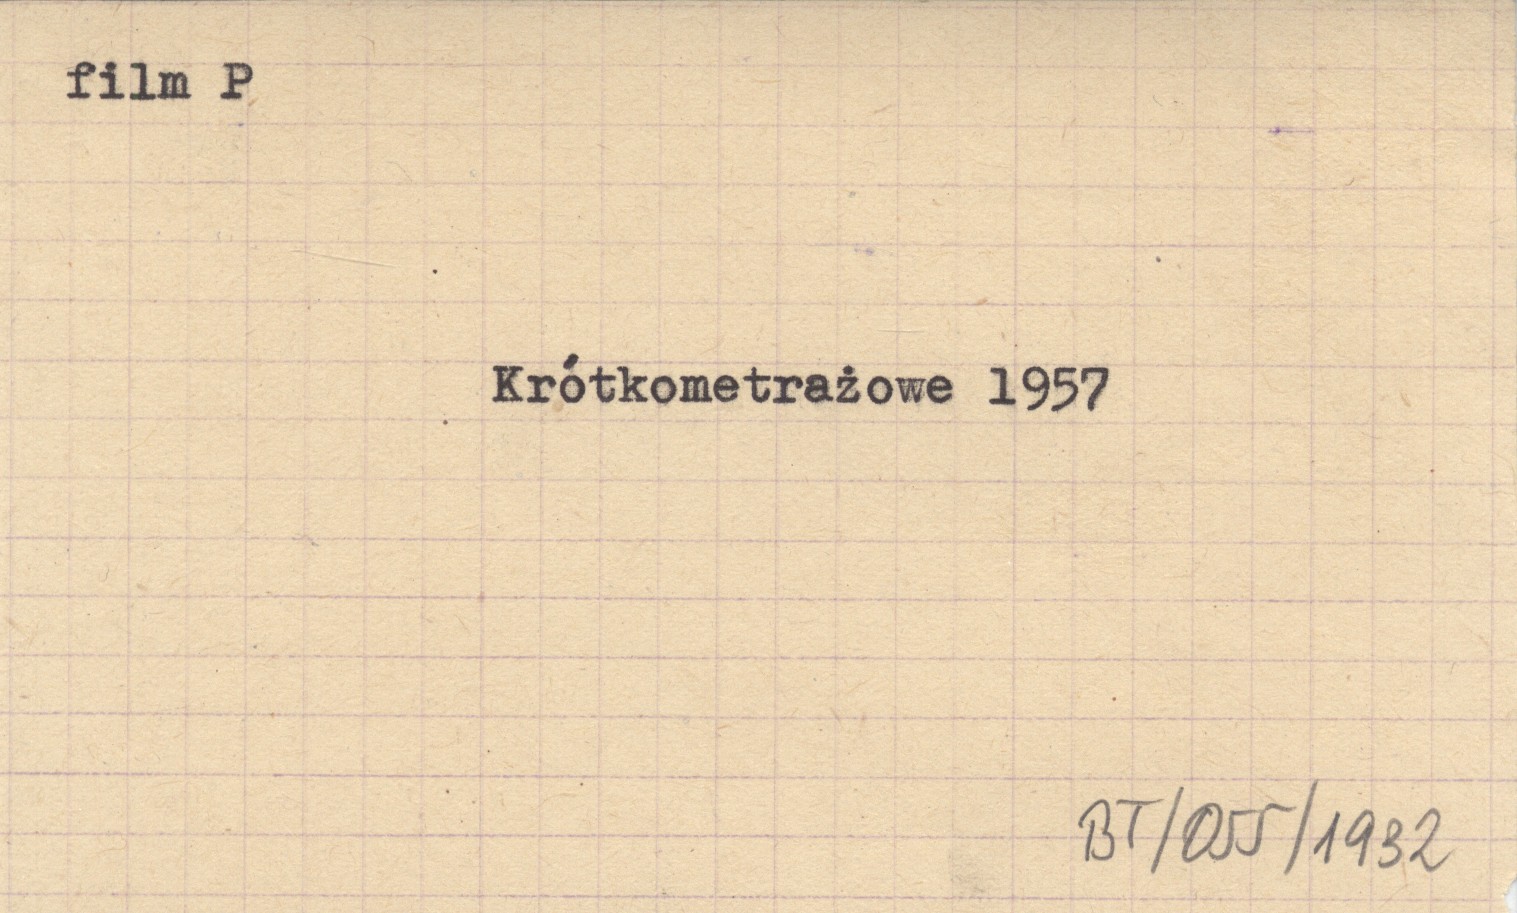 film P
Krótkometrażowe 1957
BT/055/1932